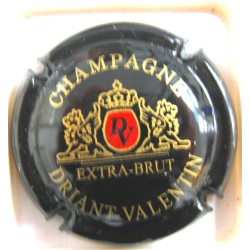 CHAMPAGNE
DV
EXTRA-BRUT
DRIANT-VALENTIN